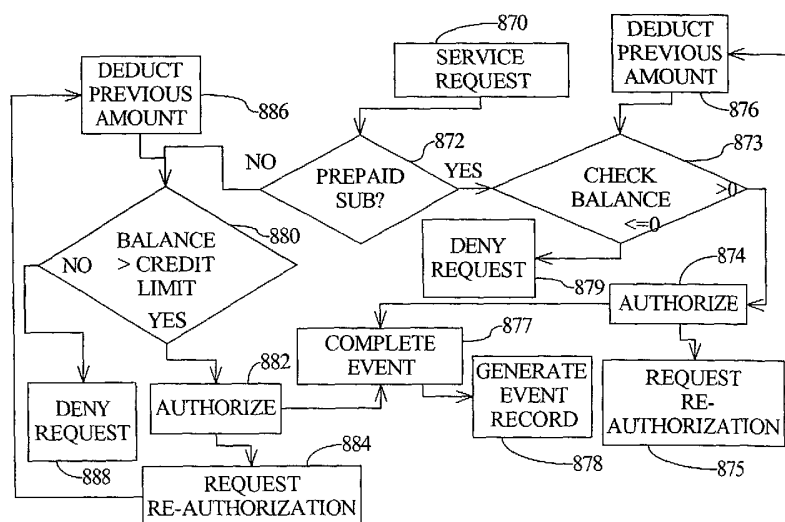 870
DEDUCT
PREVIOUS
AMOUNT
886
SERVICE
REQUEST
DEDUCT
PREVIOUS
AMOUNT
876
872
873
NO
PREPAID
SUB?
YES
CHECK
BALANCE
>0
<=0
880
BALANCE
> CREDIT
LIMIT
NO
YES
DENY
REQUEST
879
874
AUTHORIZE
877
COMPLETE
EVENT
882
AUTHORIZE
GENERATE
EVENT
RECORD
878
REQUEST
RE-
AUTHORIZATION
875
DENY
REQUEST
888
884
REQUEST
RE-AUTHORIZATION